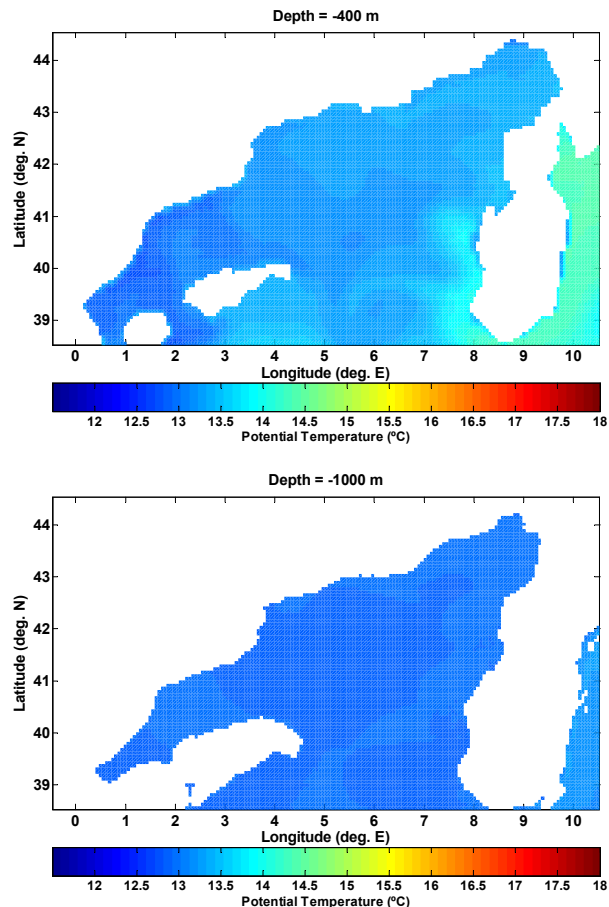 Depth = -400 m
44
43
42
41
40
39
Latitude (deg. N)
0 1 2 3 4 5 6 7 8 9 10
Longitude (deg. E)
12 12.5 13 13.5 14 14.5 15 15.5 16 16.5 17 17.5 18
Potential Temperature (ºC)
Depth = -1000 m
44
43
42
41
40
39
Latitude (deg. N)
0 1 2 3 4 5 6 7 8 9 10
Longitude (deg. E)
12 12.5 13 13.5 14 14.5 15 15.5 16 16.5 17 17.5 18
Potential Temperature (ºC)